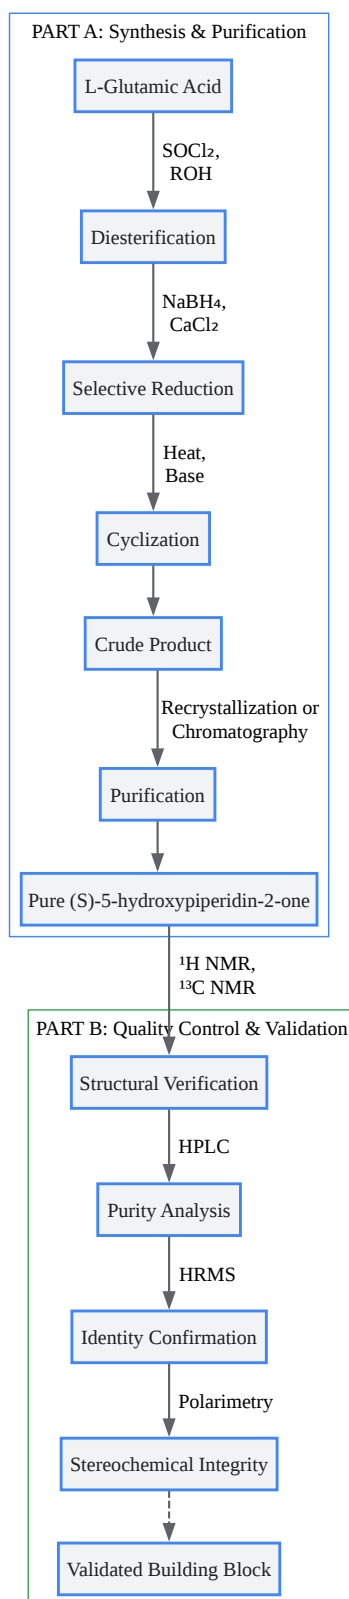 PART A: Synthesis & Purification
L-Glutamic Acid
SOCl₂,
ROH
Diesterification
NaBH₄,
CaCl₂
Selective Reduction
Heat,
Base
Cyclization
Crude Product
Recrystallization or
Chromatography
Purification
Pure (S)-5-hydroxypiperidin-2-one
¹H NMR,
¹³C NMR
PART B: Quality Control & Validation
Structural Verification
HPLC
Purity Analysis
HRMS
Identity Confirmation
Polarimetry
Stereochemical Integrity
Validated Building Block